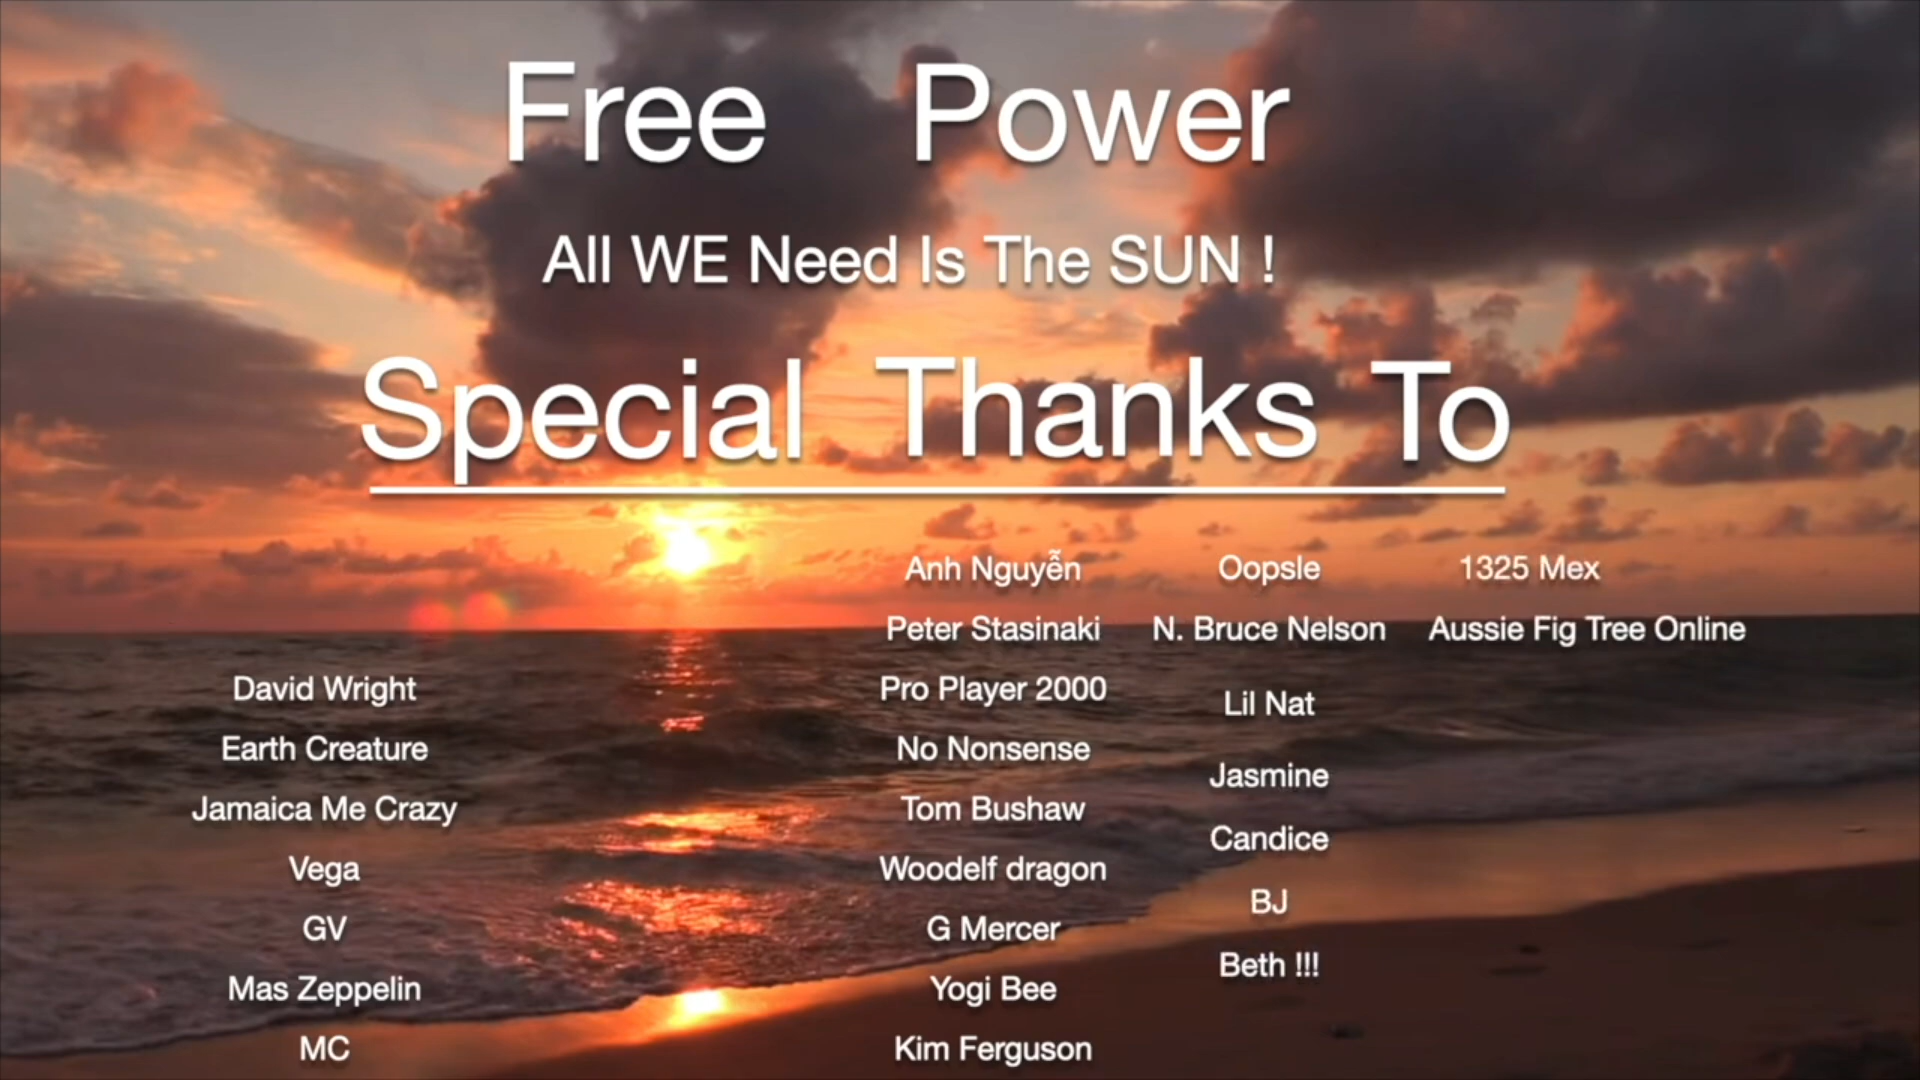 Free Power
All WE Need Is The SUN !
Special Thanks To
David Wright
Earth Creature
Jamaica Me Crazy
Vega
GV
Mas Zeppelin
MC
Anh Nguyễn
Peter Stasinaki
Pro Player 2000
No Nonsense
Tom Bushaw
Woodelf dragon
G Mercer
Yogi Bee
Kim Ferguson
Oopsle
N. Bruce Nelson
Lil Nat
Jasmine
Candice
BJ
Beth !!!
1325 Mex
Aussie Fig Tree Online